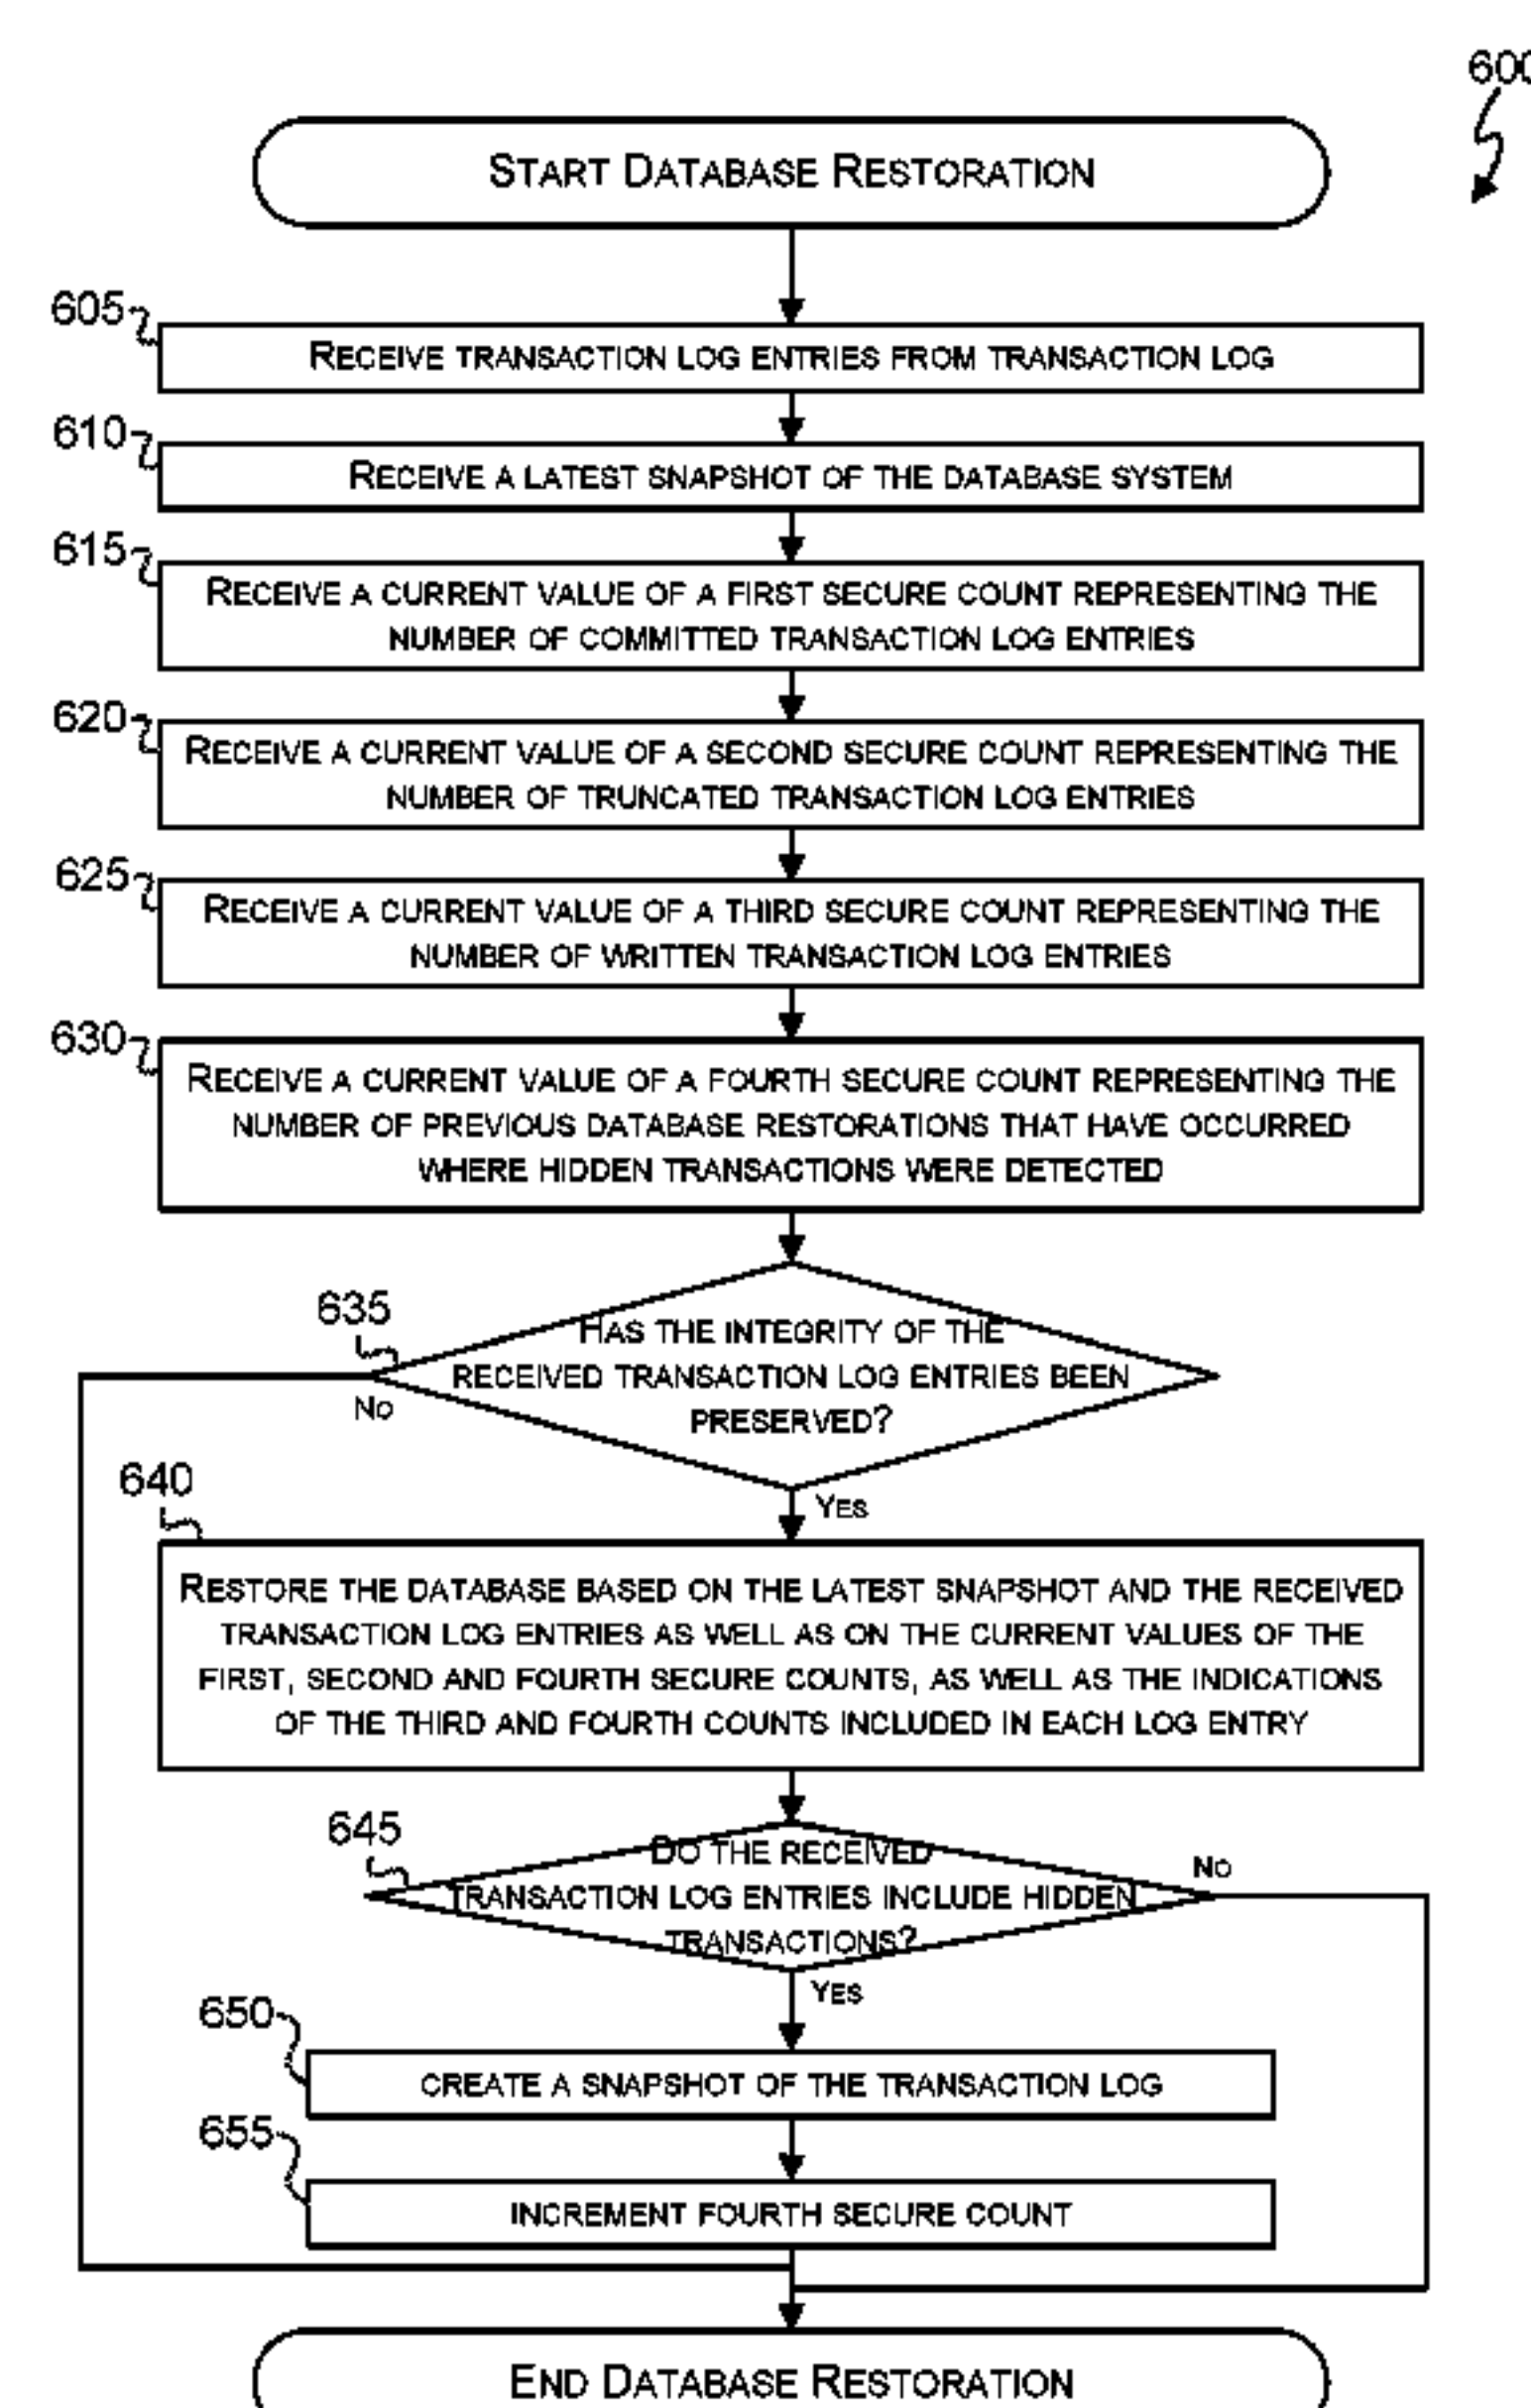 600
START DATABASE RESTORATION
605
RECEIVE TRANSACTION LOG ENTRIES FROM TRANSACTION LOG
610
RECEIVE A LATEST SNAPSHOT OF THE DATABASE SYSTEM
615
RECEIVE A CURRENT VALUE OF A FIRST SECURE COUNT REPRESENTING THE
NUMBER OF COMMITTED TRANSACTION LOG ENTRIES
620
RECEIVE A CURRENT VALUE OF A SECOND SECURE COUNT REPRESENTING THE
NUMBER OF TRUNCATED TRANSACTION LOG ENTRIES
625
RECEIVE A CURRENT VALUE OF A THIRD SECURE COUNT REPRESENTING THE
NUMBER OF WRITTEN TRANSACTION LOG ENTRIES
630
RECEIVE A CURRENT VALUE OF A FOURTH SECURE COUNT REPRESENTING THE
NUMBER OF PREVIOUS DATABASE RESTORATIONS THAT HAVE OCCURRED
WHERE HIDDEN TRANSACTIONS WERE DETECTED
635
HAS THE INTEGRITY OF THE
RECEIVED TRANSACTION LOG ENTRIES BEEN
PRESERVED?
NO
YES
640
RESTORE THE DATABASE BASED ON THE LATEST SNAPSHOT AND THE RECEIVED
TRANSACTION LOG ENTRIES AS WELL AS ON THE CURRENT VALUES OF THE
FIRST, SECOND AND FOURTH SECURE COUNTS, AS WELL AS THE INDICATIONS
OF THE THIRD AND FOURTH COUNTS INCLUDED IN EACH LOG ENTRY
645
DO THE RECEIVED
TRANSACTION LOG ENTRIES INCLUDE HIDDEN
TRANSACTIONS?
NO
YES
650
CREATE A SNAPSHOT OF THE TRANSACTION LOG
655
INCREMENT FOURTH SECURE COUNT
END DATABASE RESTORATION